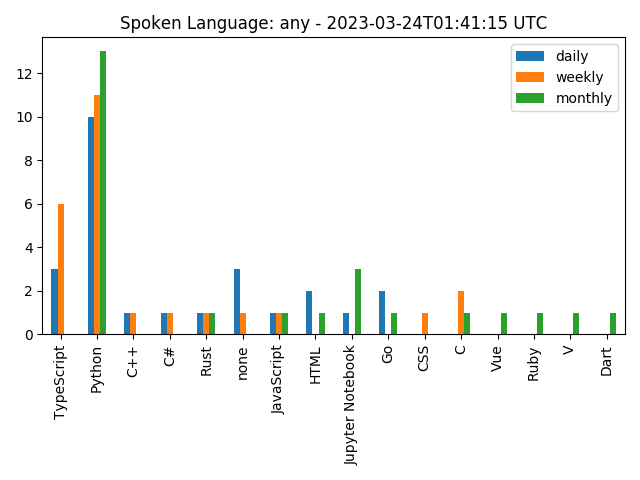 Spoken Language: any - 2023-03-24T01:41:15 UTC
daily
weekly
monthly
12
10
8
6
4
2
0
TypeScript
Python
C++
C#
Rust
none
JavaScript
HTML
Jupyter Notebook
Go
CSS
C
Vue
Ruby
V
Dart